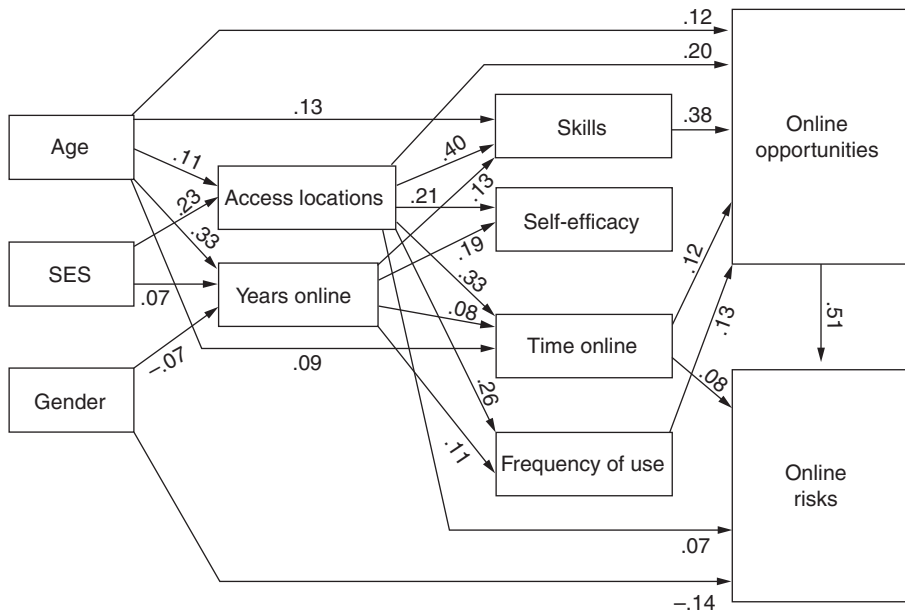 .12
.20
Age
.13
Skills
.38
Online
opportunities
.11
.40
Access locations
.21
.13
Self-efficacy
.23
.33
.19
SES
.07
Years online
.33
.08
.12
.13
.51
Time online
–.07
.09
.08
Gender
.26
.11
Frequency of use
Online
risks
.07
–.14